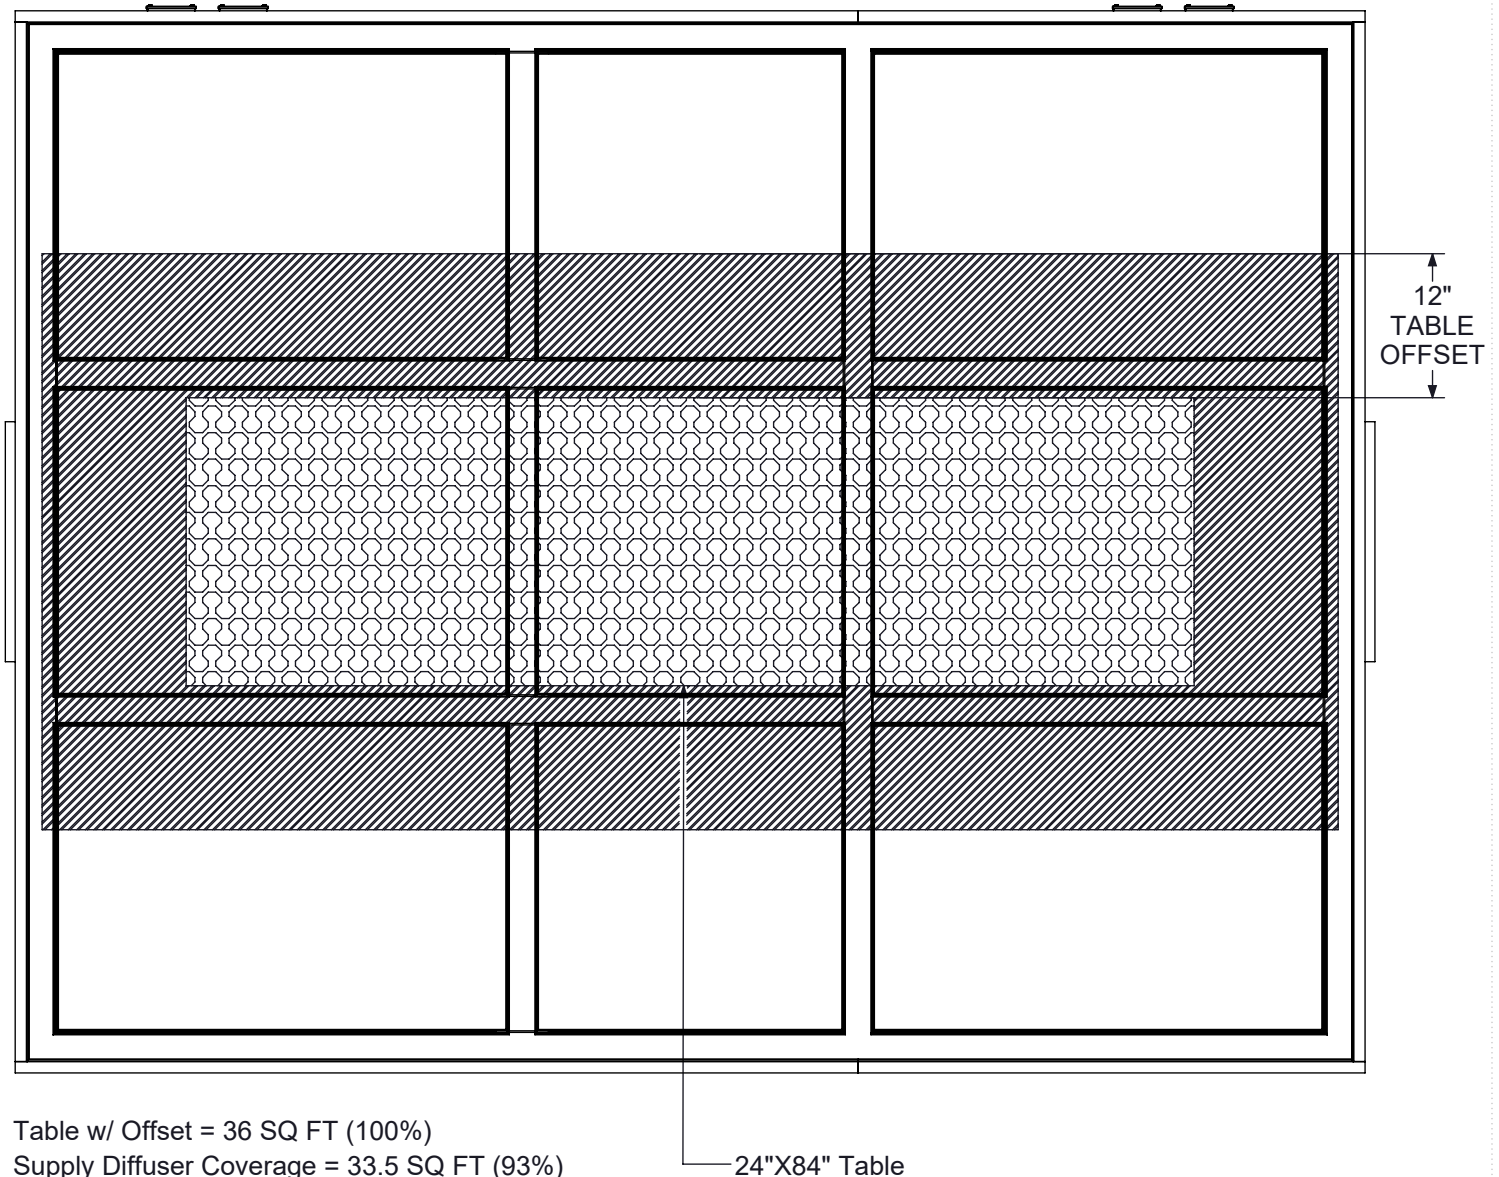 12"
TABLE
OFFSET
Table w/ Offset = 36 SQ FT (100%)
Supply Diffuser Coverage = 33.5 SQ FT (93%)
24"X84" Table